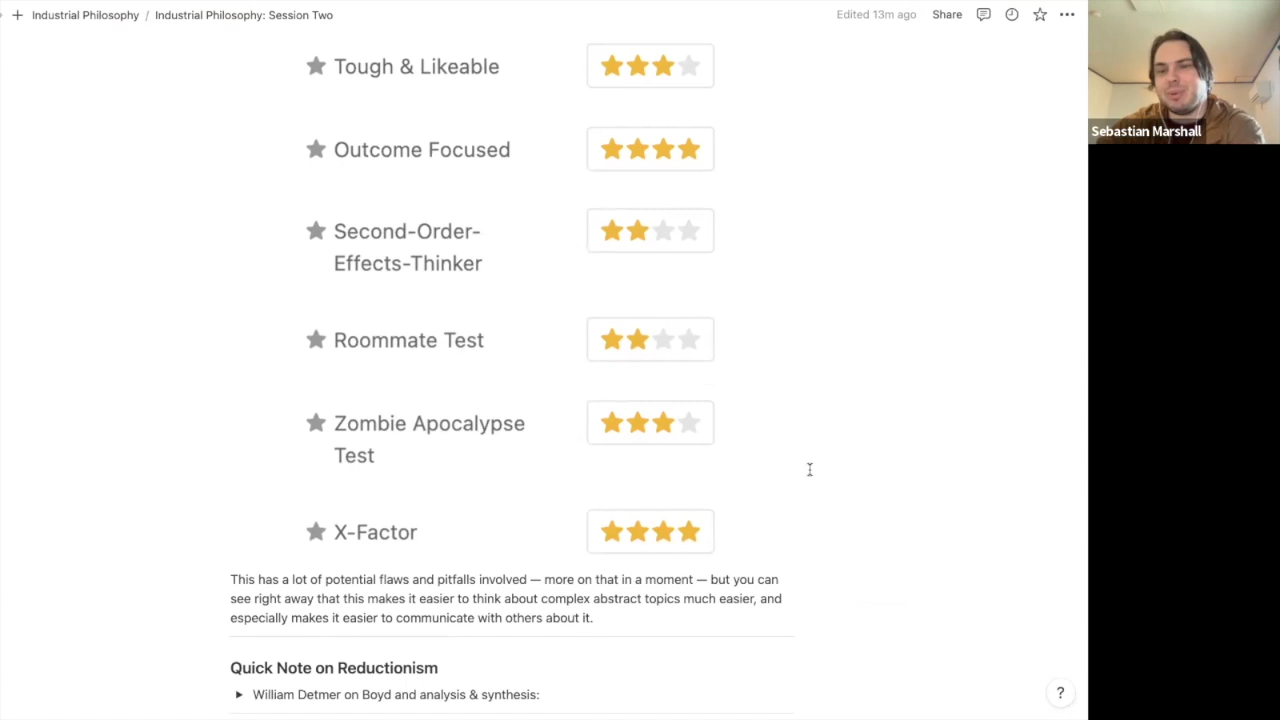 Industrial Philosophy / Industrial Philosophy: Session Two
Edited 13m ago
Share
Sebastian Marshall
Tough & Likeable
Outcome Focused
Second-Order-
Effects-Thinker
Roommate Test
Zombie Apocalypse
Test
X-Factor
This has a lot of potential flaws and pitfalls involved — more on that in a moment — but you can
see right away that this makes it easier to think about complex abstract topics much easier, and
especially makes it easier to communicate with others about it.
Quick Note on Reductionism
William Detmer on Boyd and analysis & synthesis:
?